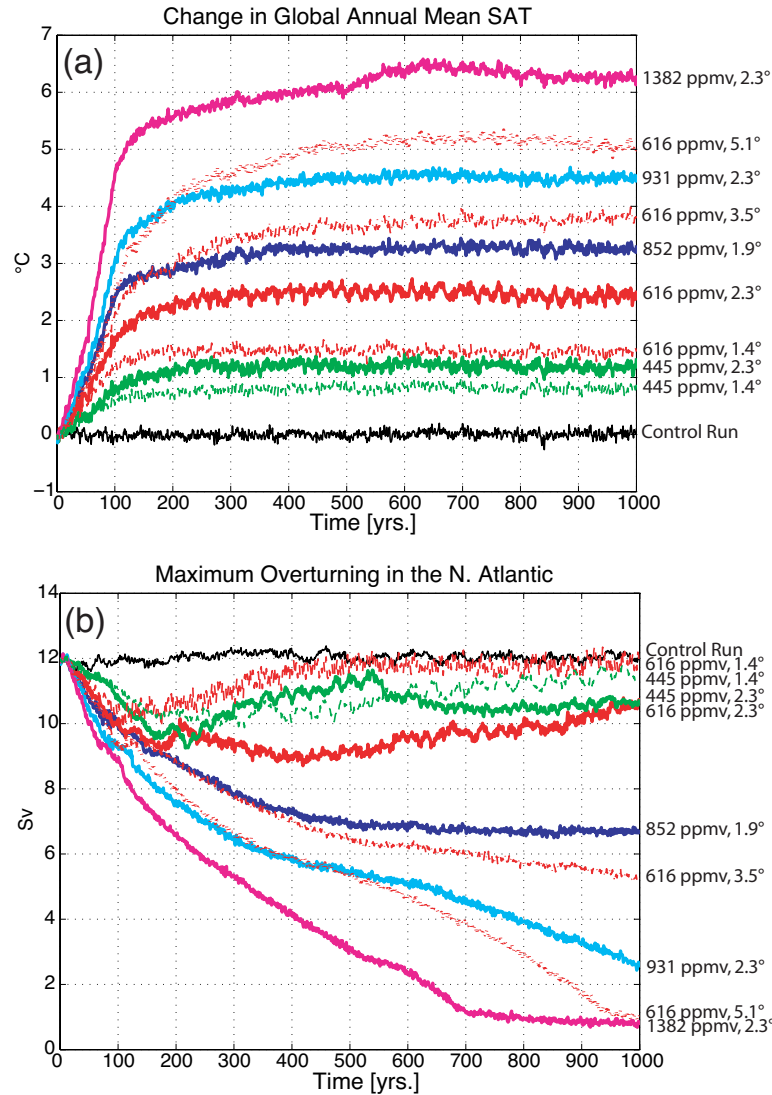 Change in Global Annual Mean SAT
(a)
7
6
5
4
3
2
1
0
−1
°C
0 100 200 300 400 500 600 700 800 900 1000
Time [yrs.]
1382 ppmv, 2.3°
616 ppmv, 5.1°
931 ppmv, 2.3°
616 ppmv, 3.5°
852 ppmv, 1.9°
616 ppmv, 2.3°
616 ppmv, 1.4°
445 ppmv, 2.3°
445 ppmv, 1.4°
Control Run
Maximum Overturning in the N. Atlantic
(b)
14
12
10
8
6
4
2
0
Sv
0 100 200 300 400 500 600 700 800 900 1000
Time [yrs.]
Control Run
616 ppmv, 1.4°
445 ppmv, 1.4°
445 ppmv, 2.3°
616 ppmv, 2.3°
852 ppmv, 1.9°
616 ppmv, 3.5°
931 ppmv, 2.3°
616 ppmv, 5.1°
1382 ppmv, 2.3°